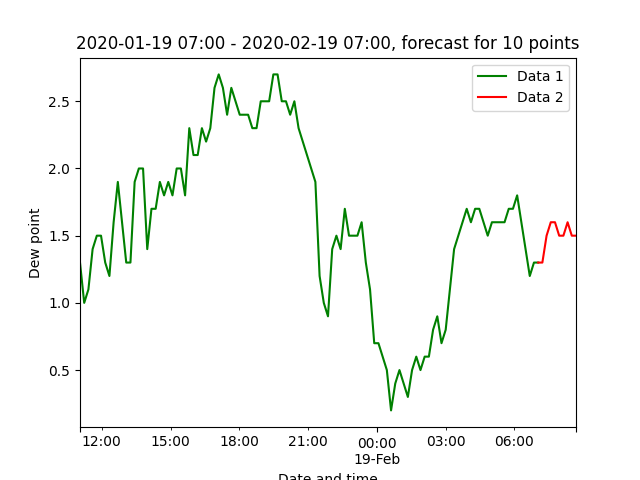 2020-01-19 07:00 - 2020-02-19 07:00, forecast for 10 points
Data 1
Data 2
Dew point
2.5
2.0
1.5
1.0
0.5
12:00
15:00
18:00
21:00
00:00
03:00
06:00
19-Feb
Date and time